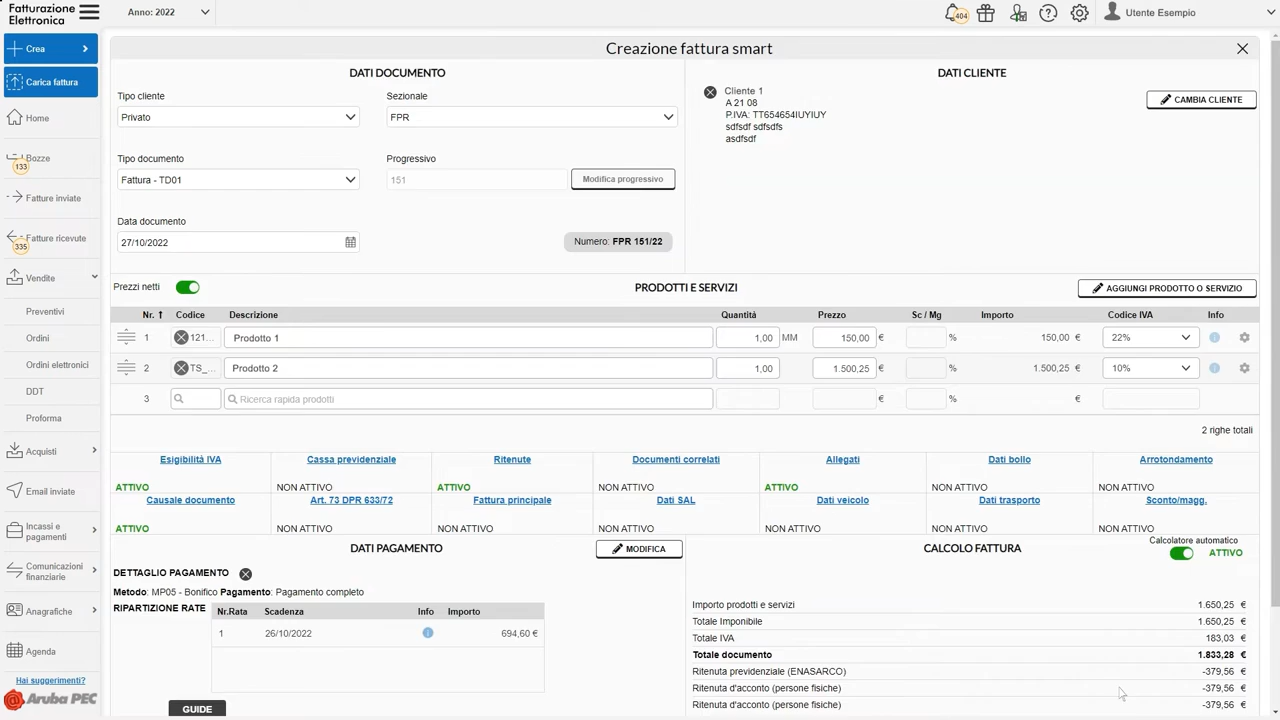 Fatturazione
Elettronica
Anno: 2022
404
Utente Esempio
Crea
Carica fattura
Home
Bozze
133
Fatture inviate
Fatture ricevute
335
Vendite
Preventivi
Ordini
Ordini elettronici
DDT
Proforma
Acquisti
Email inviate
Incassi e
pagamenti
Comunicazioni
finanziarie
Anagrafiche
Agenda
Hai suggerimenti?
Aruba PEC
Creazione fattura smart
DATI DOCUMENTO
Tipo cliente
Sezionale
Privato
FPR
Tipo documento
Progressivo
Fattura - TD01
151
Modifica progressivo
Data documento
27/10/2022
Numero: FPR 151/22
DATI CLIENTE
Cliente 1
A 21 08
P.IVA: TT654654IUYIUY
sdfsdf sdfsdfs
asdfsdf
CAMBIA CLIENTE
Prezzi netti
PRODOTTI E SERVIZI
AGGIUNGI PRODOTTO O SERVIZIO
Nr. ↑ Codice Descrizione Quantità Prezzo Sc / Mg Importo Codice IVA Info
1 121... Prodotto 1 1,00 MM 150,00 € % 150,00 € 22%
2 TS_... Prodotto 2 1,00 1.500,25 € % 1.500,25 € 10%
3 Ricerca rapida prodotti € % €
2 righe totali
Esigibilità IVA Cassa previdenziale Ritenute Documenti correlati Allegati Dati bollo Arrotondamento
ATTIVO NON ATTIVO ATTIVO NON ATTIVO ATTIVO NON ATTIVO NON ATTIVO
Causale documento Art. 73 DPR 633/72 Fattura principale Dati SAL Dati veicolo Dati trasporto Sconto/magg.
ATTIVO NON ATTIVO NON ATTIVO NON ATTIVO NON ATTIVO NON ATTIVO NON ATTIVO
DATI PAGAMENTO
MODIFICA
DETTAGLIO PAGAMENTO
Metodo: MP05 - Bonifico Pagamento: Pagamento completo
RIPARTIZIONE RATE
Nr.Rata Scadenza Info Importo
1 26/10/2022 694,60 €
GUIDE
CALCOLO FATTURA
Calcolatore automatico
ATTIVO
Importo prodotti e servizi 1.650,25 €
Totale Imponibile 1.650,25 €
Totale IVA 183,03 €
Totale documento 1.833,28 €
Ritenuta previdenziale (ENASARCO) -379,56 €
Ritenuta d'acconto (persone fisiche) -379,56 €
Ritenuta d'acconto (persone fisiche) -379,56 €